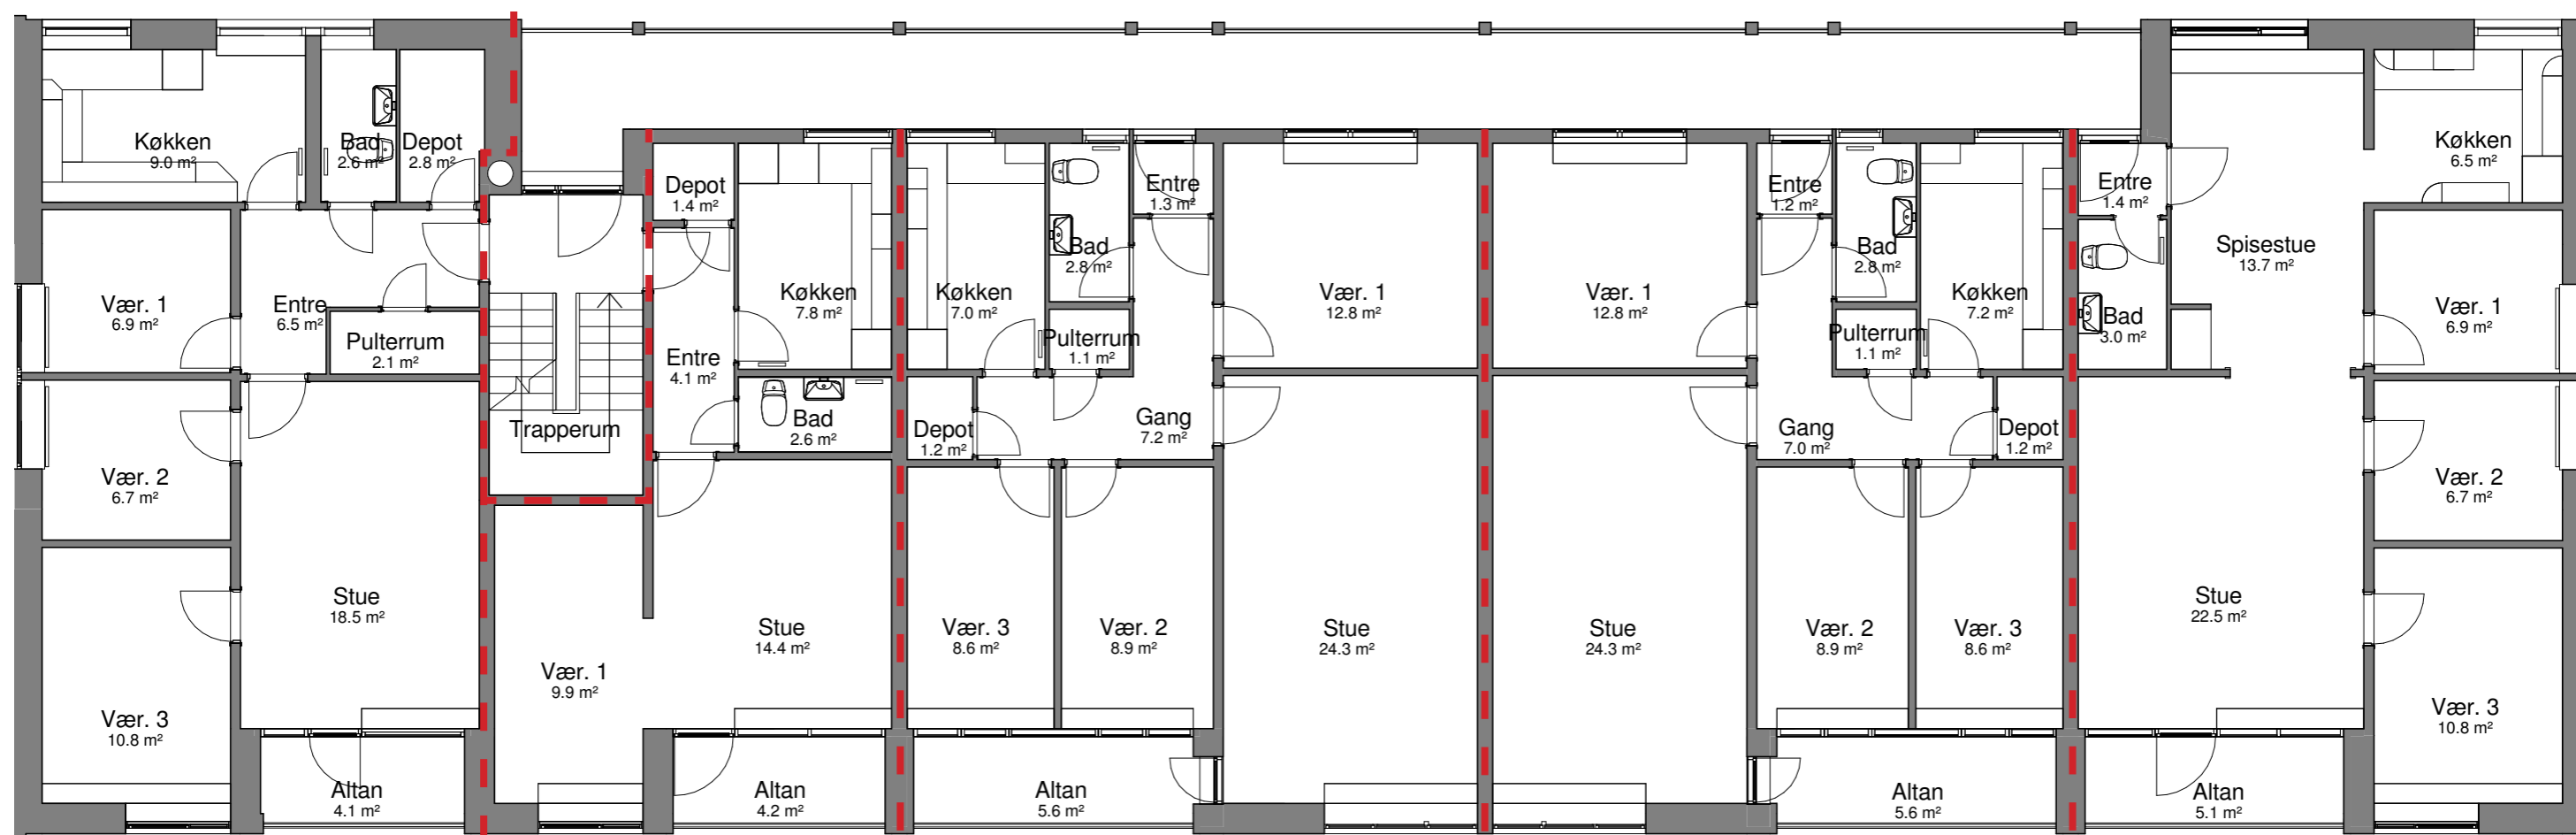 Køkken
9.0 m²
Bad
2.6 m²
Depot
2.8 m²
Vær. 1
6.9 m²
Entre
6.5 m²
Pulterrum
2.1 m²
Vær. 2
6.7 m²
Stue
18.5 m²
Vær. 3
10.8 m²
Altan
4.1 m²
Trapperum
Depot
1.4 m²
Køkken
7.8 m²
Entre
4.1 m²
Bad
2.6 m²
Stue
14.4 m²
Vær. 1
9.9 m²
Altan
4.2 m²
Køkken
7.0 m²
Bad
2.8 m²
Entre
1.3 m²
Pulterrum
1.1 m²
Depot
1.2 m²
Gang
7.2 m²
Vær. 1
12.8 m²
Vær. 3
8.6 m²
Vær. 2
8.9 m²
Stue
24.3 m²
Altan
5.6 m²
Vær. 1
12.8 m²
Entre
1.2 m²
Bad
2.8 m²
Køkken
7.2 m²
Pulterrum
1.1 m²
Gang
7.0 m²
Depot
1.2 m²
Stue
24.3 m²
Vær. 2
8.9 m²
Vær. 3
8.6 m²
Altan
5.6 m²
Entre
1.4 m²
Bad
3.0 m²
Spisestue
13.7 m²
Køkken
6.5 m²
Vær. 1
6.9 m²
Vær. 2
6.7 m²
Stue
22.5 m²
Vær. 3
10.8 m²
Altan
5.1 m²